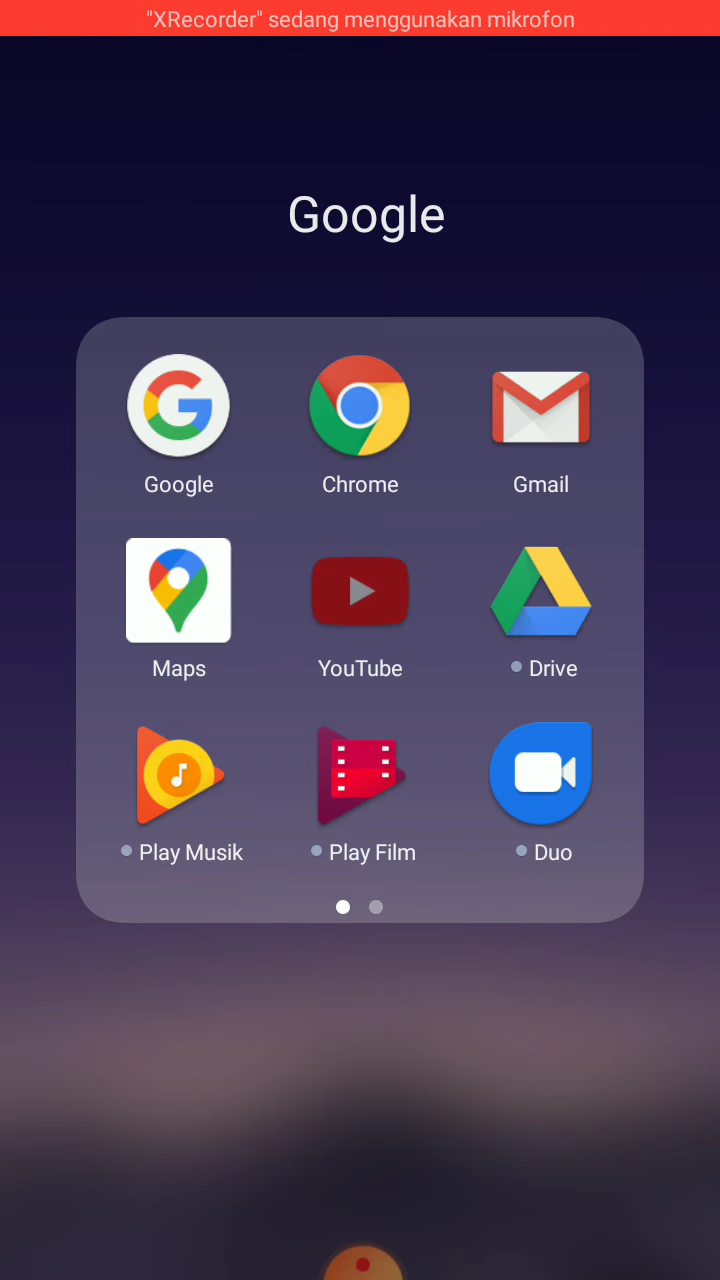 "XRecorder" sedang menggunakan mikrofon
Google
Google
Chrome
Gmail
Maps
YouTube
Drive
Play Musik
Play Film
Duo